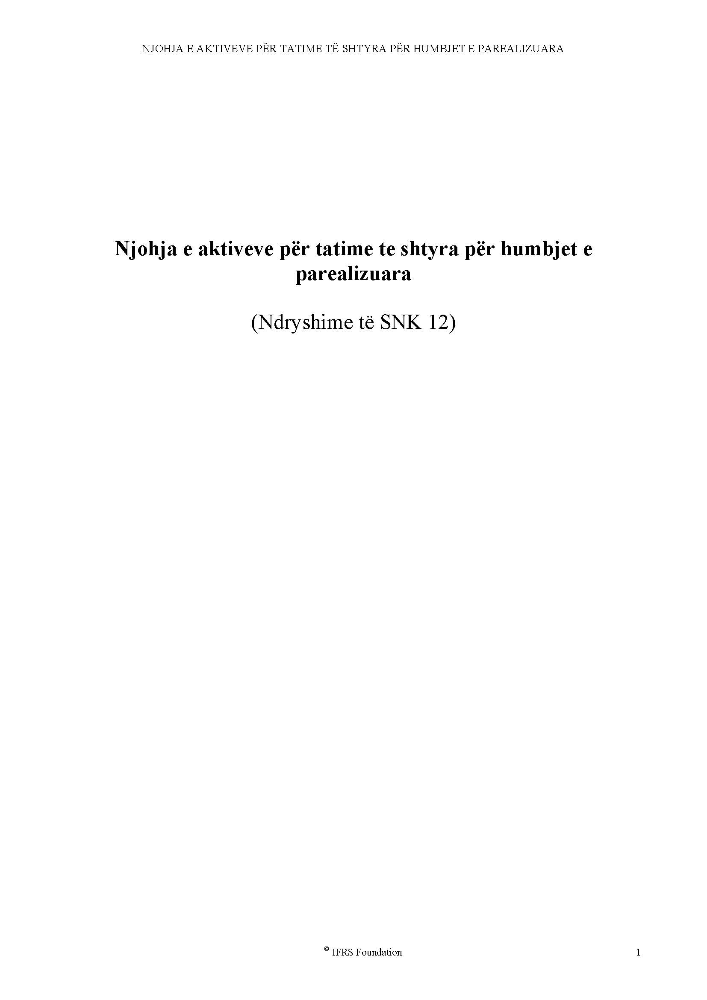 NJOHJA E AKTIVEVE PËR TATIME TË SHTYRA PËR HUMBJET E PAREALIZUARA
Njohja e aktiveve për tatime te shtyra për humbjet e
parealizuara
(Ndryshime të SNK 12)
© IFRS Foundation 1